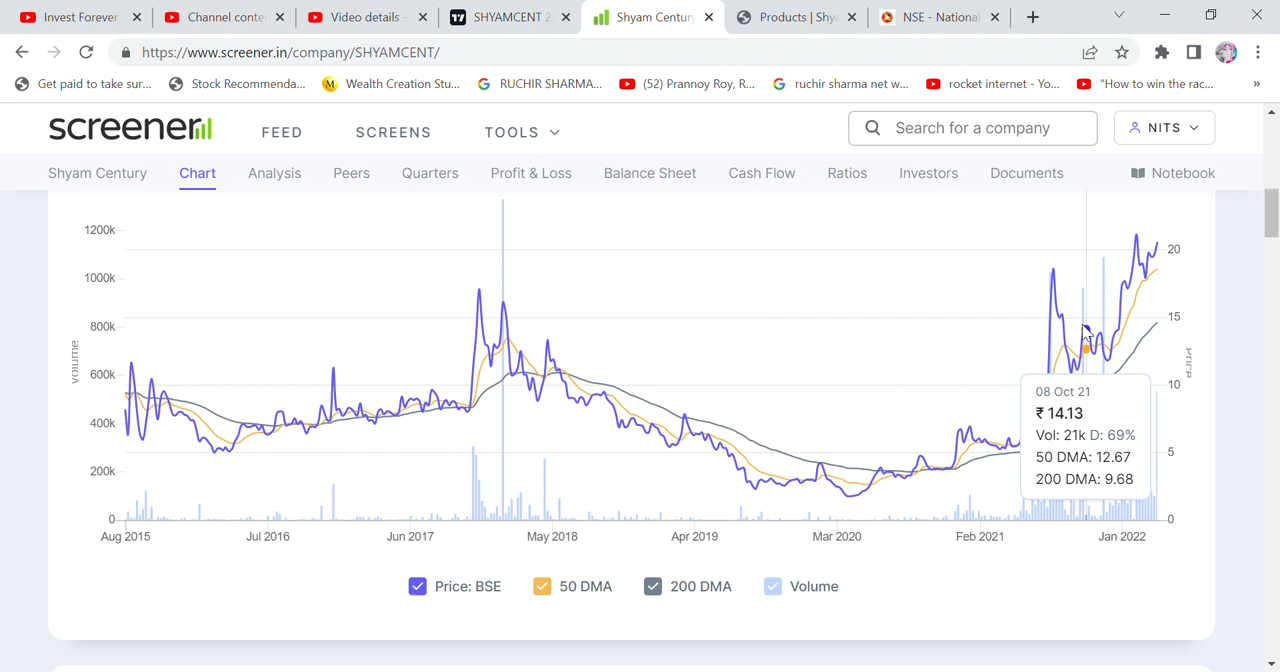 Invest Forever
Channel conte
Video details -
SHYAMCENT 2
Shyam Century
Products | Shya
NSE - National
https://www.screener.in/company/SHYAMCENT/
Get paid to take sur...
Stock Recommenda...
Wealth Creation Stu...
RUCHIR SHARMA...
(52) Prannoy Roy, R...
ruchir sharma net w...
rocket internet - Yo...
"How to win the rac...
»
screener
FEED
SCREENS
TOOLS
Search for a company
NITS
Shyam Century
Chart
Analysis
Peers
Quarters
Profit & Loss
Balance Sheet
Cash Flow
Ratios
Investors
Documents
Notebook
1200k
1000k
800k
600k
400k
200k
0
Volume
20
15
10
5
0
Price
08 Oct 21
₹ 14.13
Vol: 21k D: 69%
50 DMA: 12.67
200 DMA: 9.68
Aug 2015
Jul 2016
Jun 2017
May 2018
Apr 2019
Mar 2020
Feb 2021
Jan 2022
Price: BSE
50 DMA
200 DMA
Volume